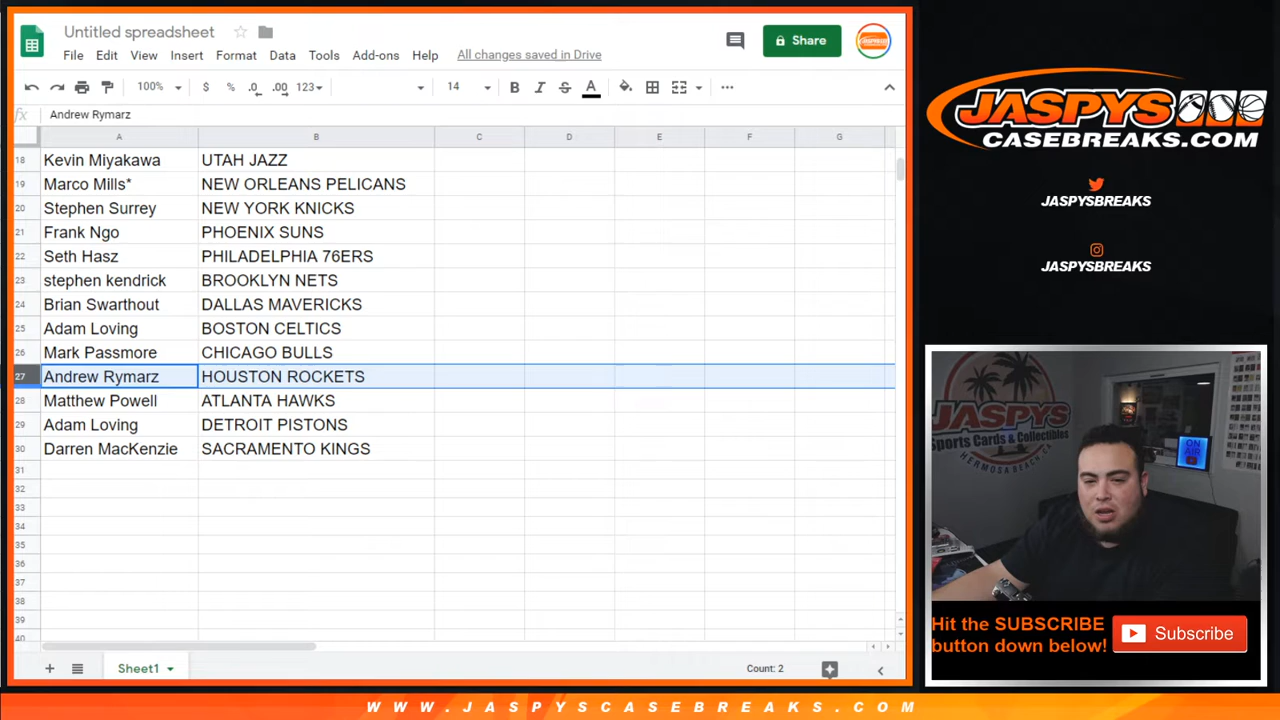 Untitled spreadsheet
File Edit View Insert Format Data Tools Add-ons Help All changes saved in Drive
Share
100% $ % .0 .00 123 14 B I S A
fx Andrew Rymarz
A B C D E F G
18 Kevin Miyakawa UTAH JAZZ
19 Marco Mills* NEW ORLEANS PELICANS
20 Stephen Surrey NEW YORK KNICKS
21 Frank Ngo PHOENIX SUNS
22 Seth Hasz PHILADELPHIA 76ERS
23 stephen kendrick BROOKLYN NETS
24 Brian Swarthout DALLAS MAVERICKS
25 Adam Loving BOSTON CELTICS
26 Mark Passmore CHICAGO BULLS
27 Andrew Rymarz HOUSTON ROCKETS
28 Matthew Powell ATLANTA HAWKS
29 Adam Loving DETROIT PISTONS
30 Darren MacKenzie SACRAMENTO KINGS
31
32
33
34
35
36
37
38
39
40
Sheet1
Count: 2
JASPYS
CASEBREAKS.COM
JASPYSBREAKS
JASPYSBREAKS
JASPYS
Sports Cards & Collectibles
HERMOSA BEACH, CA
ON AIR
Hit the SUBSCRIBE
button down below!
Subscribe
WWW.JASPYSCASEBREAKS.COM